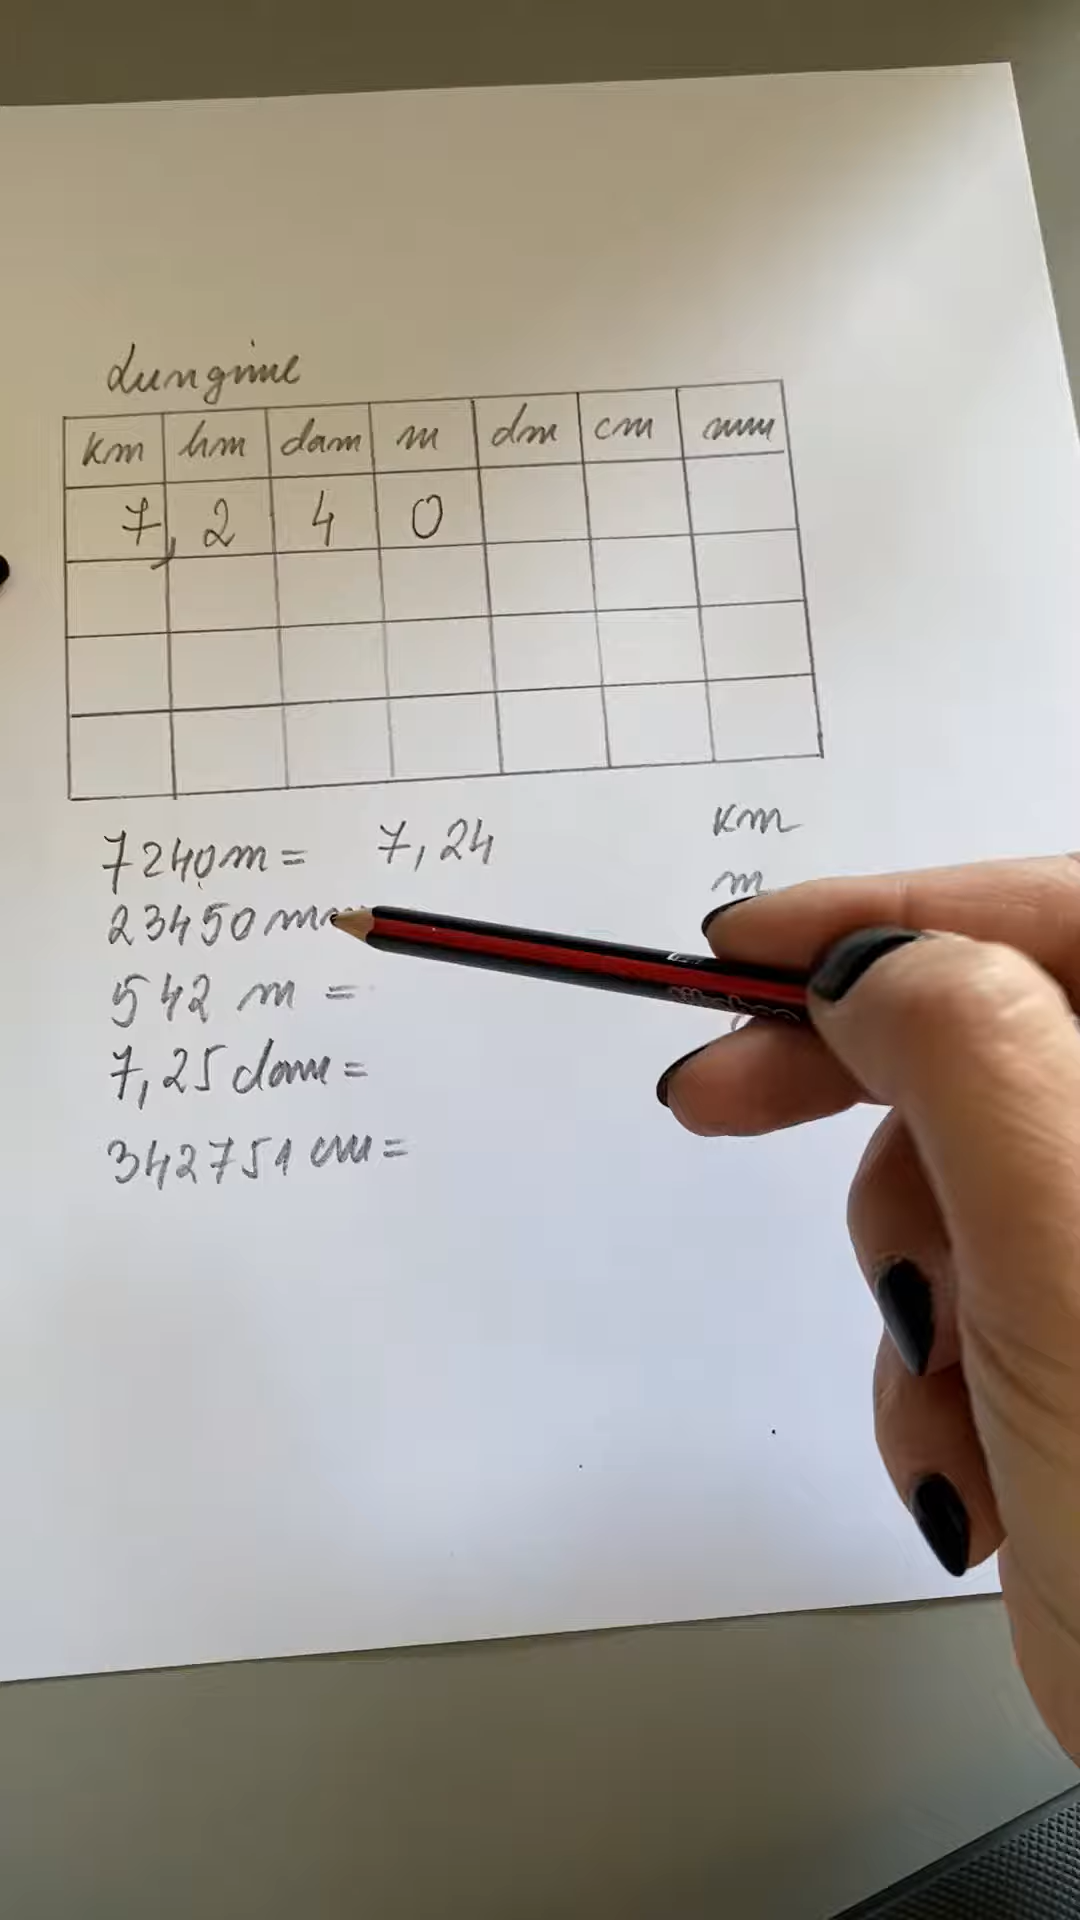 Lungime
km hm dam m dm cm mm
7, 2 4 0
7240m = 7,24 km
23450 m
542 m =
7,25 dam =
342751 cm =